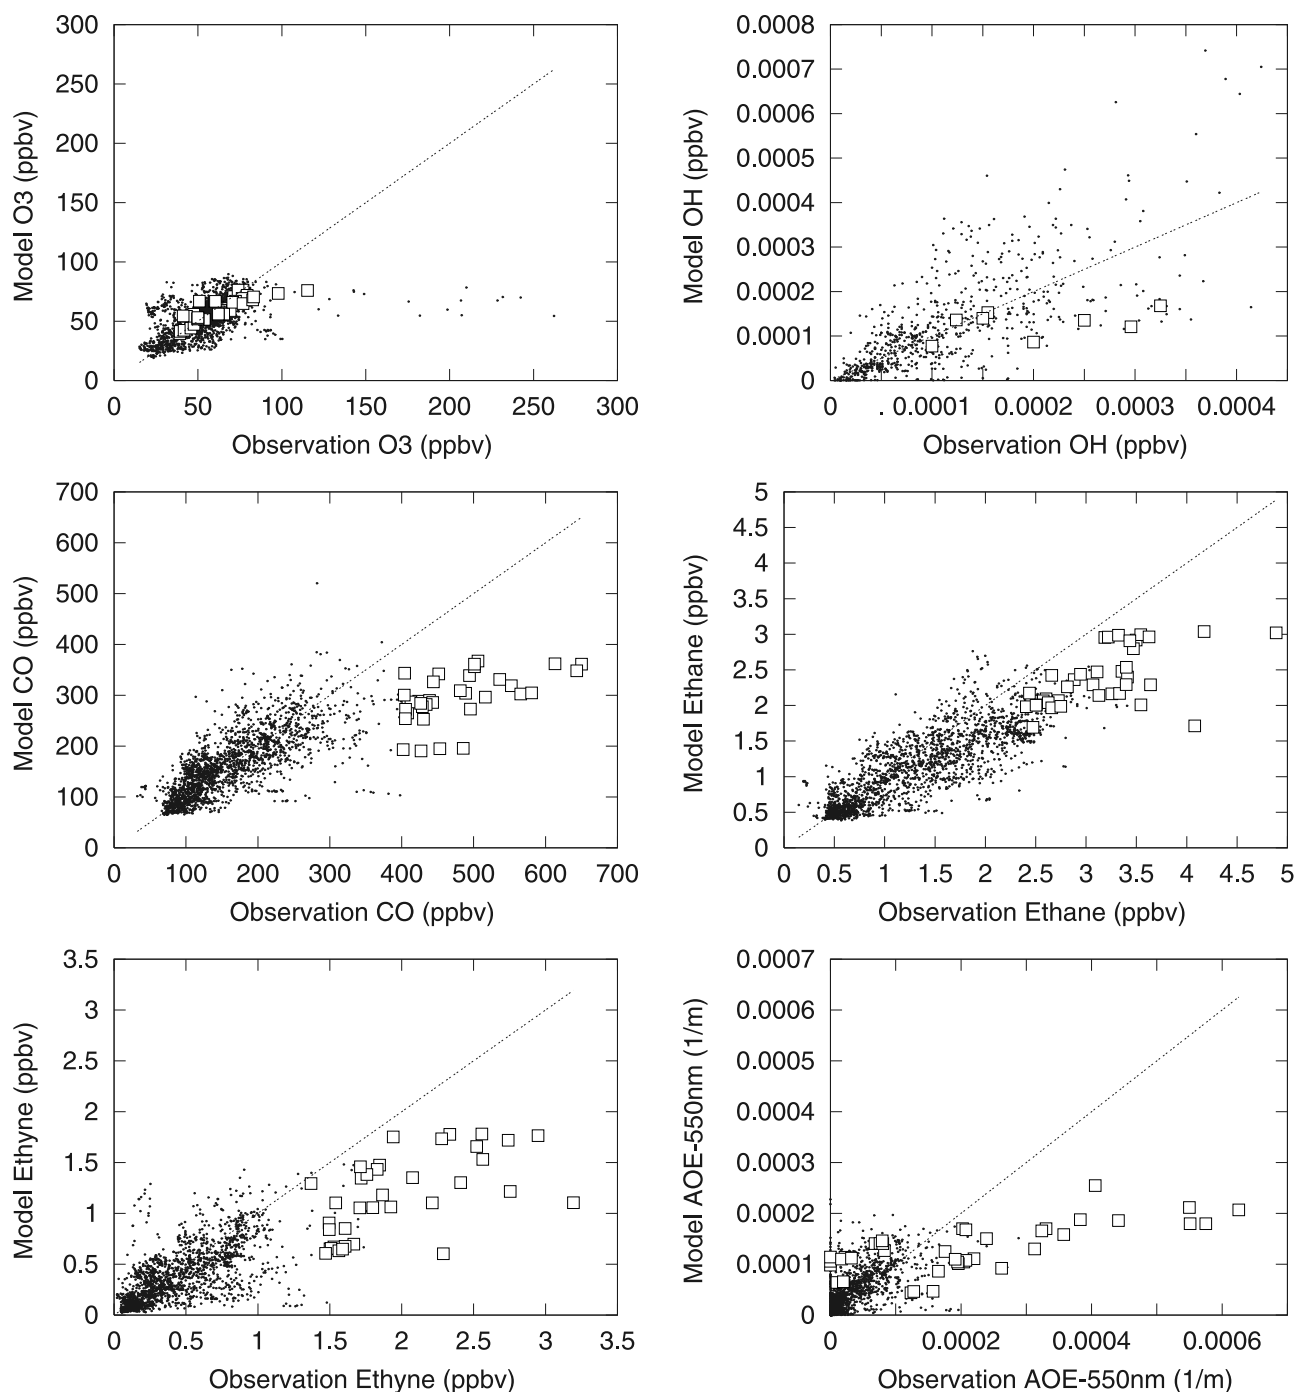 300
250
200
150
100
50
0
Model O3 (ppbv)
0 50 100 150 200 250 300
Observation O3 (ppbv)
0.0008
0.0007
0.0006
0.0005
0.0004
0.0003
0.0002
0.0001
0
Model OH (ppbv)
0 . 0.0001 0.0002 0.0003 0.0004
Observation OH (ppbv)
700
600
500
400
300
200
100
0
Model CO (ppbv)
0 100 200 300 400 500 600 700
Observation CO (ppbv)
5
4.5
4
3.5
3
2.5
2
1.5
1
0.5
0
Model Ethane (ppbv)
0 0.5 1 1.5 2 2.5 3 3.5 4 4.5 5
Observation Ethane (ppbv)
3.5
3
2.5
2
1.5
1
0.5
0
Model Ethyne (ppbv)
0 0.5 1 1.5 2 2.5 3 3.5
Observation Ethyne (ppbv)
0.0007
0.0006
0.0005
0.0004
0.0003
0.0002
0.0001
0
Model AOE-550nm (1/m)
0 0.0002 0.0004 0.0006
Observation AOE-550nm (1/m)